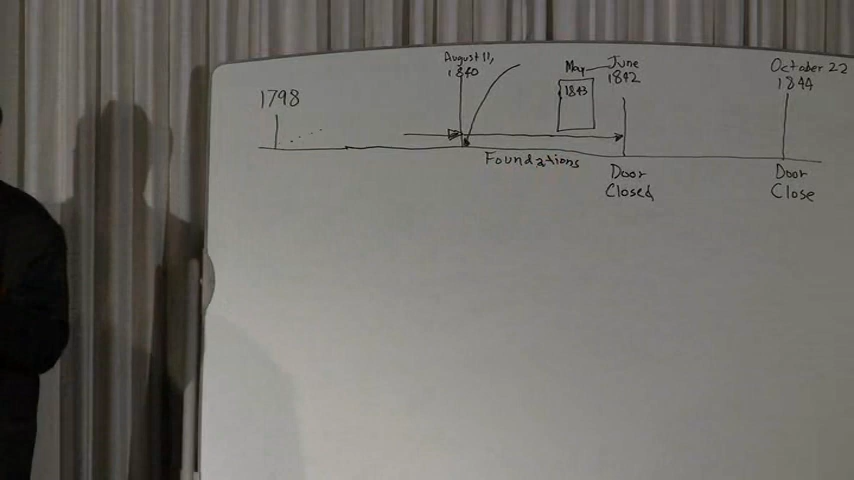 1798
August 11,
1840
May
1843
June
1842
October 22
1844
Foundations
Door
Closed
Door
Close